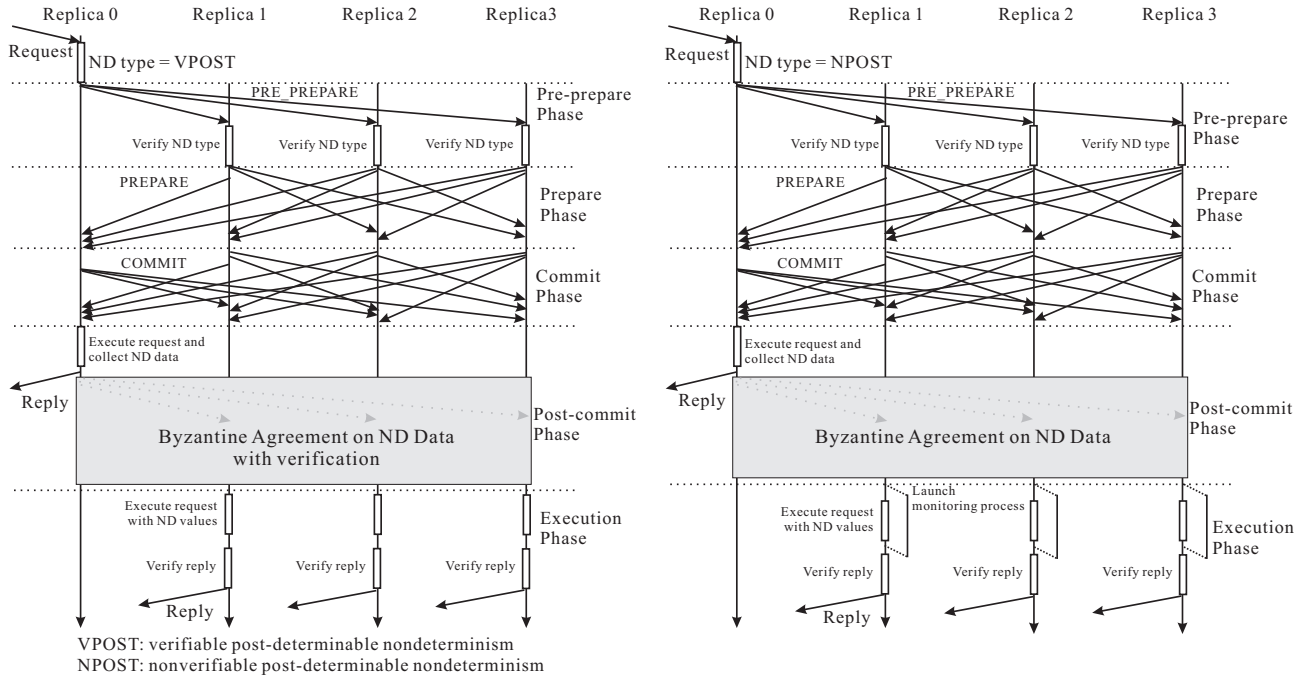 Replica 0
Replica 1
Replica 2
Replica3
Request
ND type = VPOST
PRE_PREPARE
Pre-prepare
Phase
Verify ND type
Verify ND type
Verify ND type
PREPARE
Prepare
Phase
COMMIT
Commit
Phase
Execute request and
collect ND data
Reply
Post-commit
Phase
Byzantine Agreement on ND Data
with verification
Execute request
with ND values
Execution
Phase
Verify reply
Verify reply
Verify reply
Reply
VPOST: verifiable post-determinable nondeterminism
NPOST: nonverifiable post-determinable nondeterminism
Replica 0
Replica 1
Replica 2
Replica 3
Request
ND type = NPOST
PRE_PREPARE
Pre-prepare
Phase
Verify ND type
Verify ND type
Verify ND type
PREPARE
Prepare
Phase
COMMIT
Commit
Phase
Execute request and
collect ND data
Reply
Post-commit
Phase
Byzantine Agreement on ND Data
Launch
monitoring process
Execute request
with ND values
Execution
Phase
Verify reply
Verify reply
Verify reply
Reply